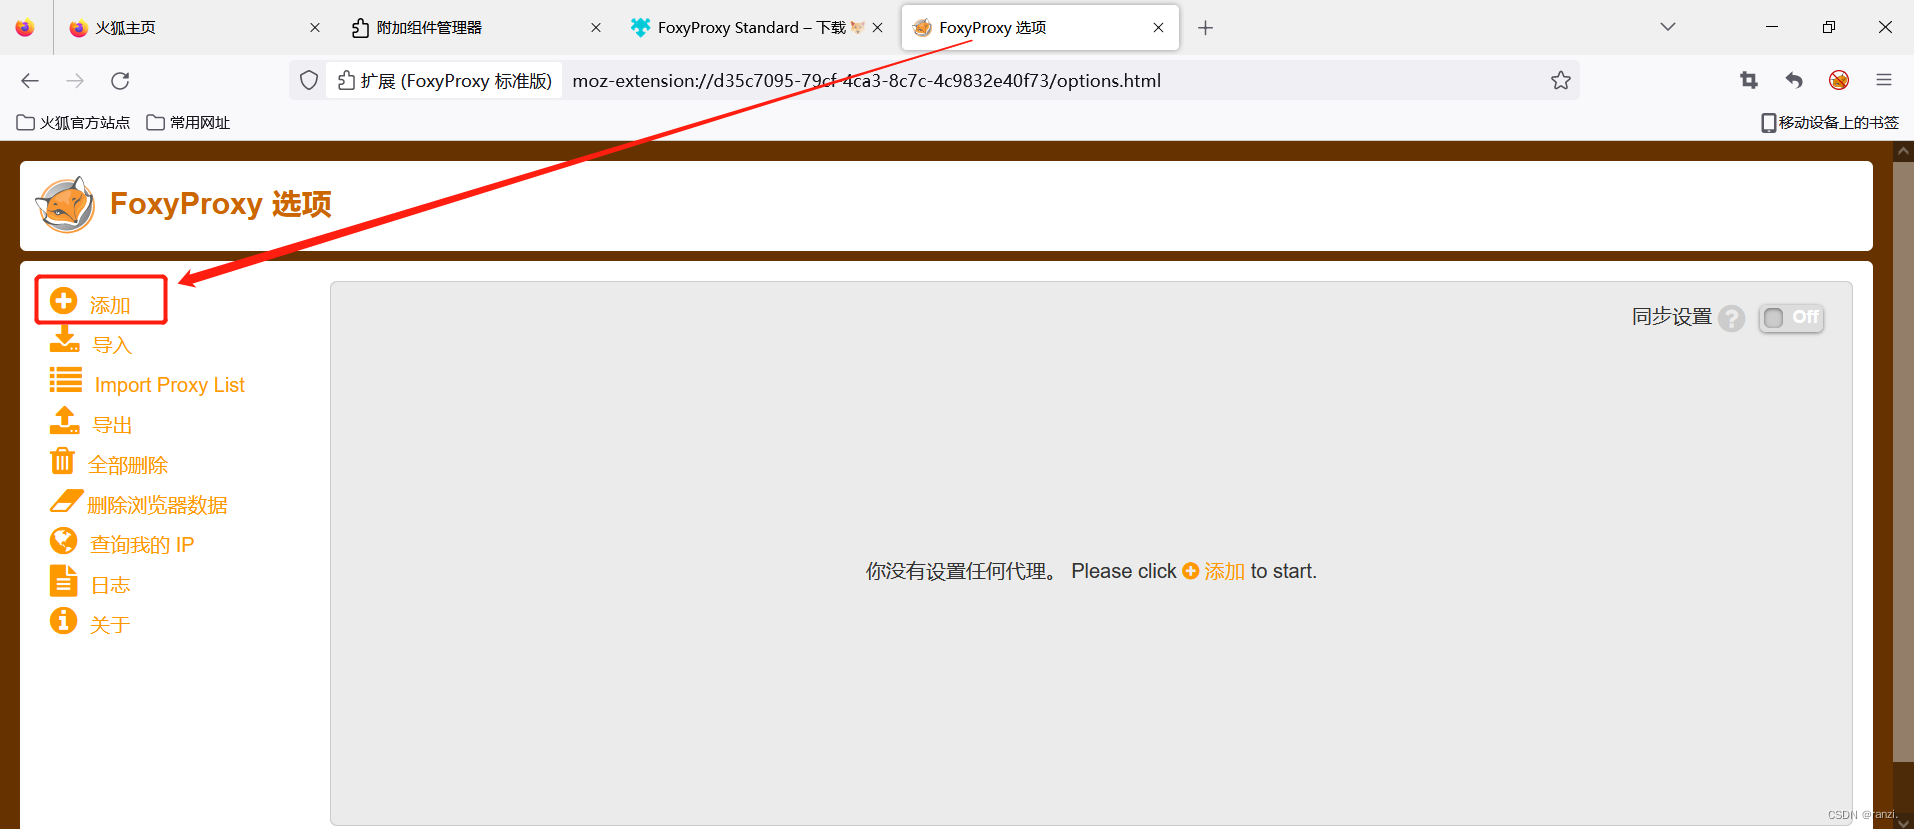 火狐主页
附加组件管理器
FoxyProxy Standard – 下载
FoxyProxy 选项
扩展 (FoxyProxy 标准版)
moz-extension://d35c7095-79cf-4ca3-8c7c-4c9832e40f73/options.html
火狐官方站点
常用网址
移动设备上的书签
FoxyProxy 选项
添加
导入
Import Proxy List
导出
全部删除
删除浏览器数据
查询我的 IP
日志
关于
同步设置 ? Off
你没有设置任何代理。 Please click 添加 to start.
CSDN @ranzi.